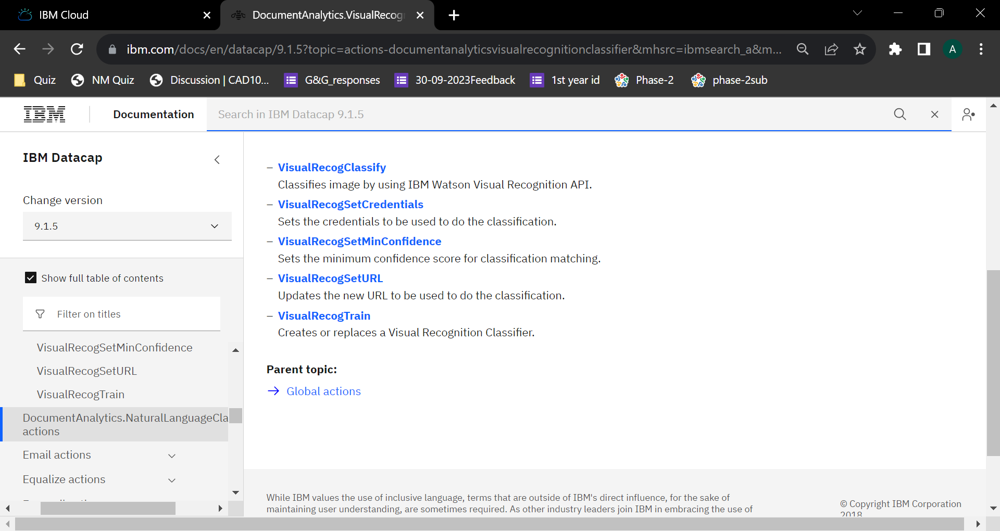 IBM Cloud
DocumentAnalytics.VisualRecog
ibm.com/docs/en/datacap/9.1.5?topic=actions-documentanalyticsvisualrecognitionclassifier&mhsrc=ibmsearch_a&m...
A
Quiz
NM Quiz
Discussion | CAD10...
G&G_responses
30-09-2023Feedback
1st year id
Phase-2
phase-2sub
IBM
Documentation
Search in IBM Datacap 9.1.5
IBM Datacap
Change version
9.1.5
Show full table of contents
Filter on titles
VisualRecogSetMinConfidence
VisualRecogSetURL
VisualRecogTrain
DocumentAnalytics.NaturalLanguageCla
actions
Email actions
Equalize actions
– VisualRecogClassify
Classifies image by using IBM Watson Visual Recognition API.
– VisualRecogSetCredentials
Sets the credentials to be used to do the classification.
– VisualRecogSetMinConfidence
Sets the minimum confidence score for classification matching.
– VisualRecogSetURL
Updates the new URL to be used to do the classification.
– VisualRecogTrain
Creates or replaces a Visual Recognition Classifier.
Parent topic:
→ Global actions
While IBM values the use of inclusive language, terms that are outside of IBM's direct influence, for the sake of
maintaining user understanding, are sometimes required. As other industry leaders join IBM in embracing the use of
© Copyright IBM Corporation
2018